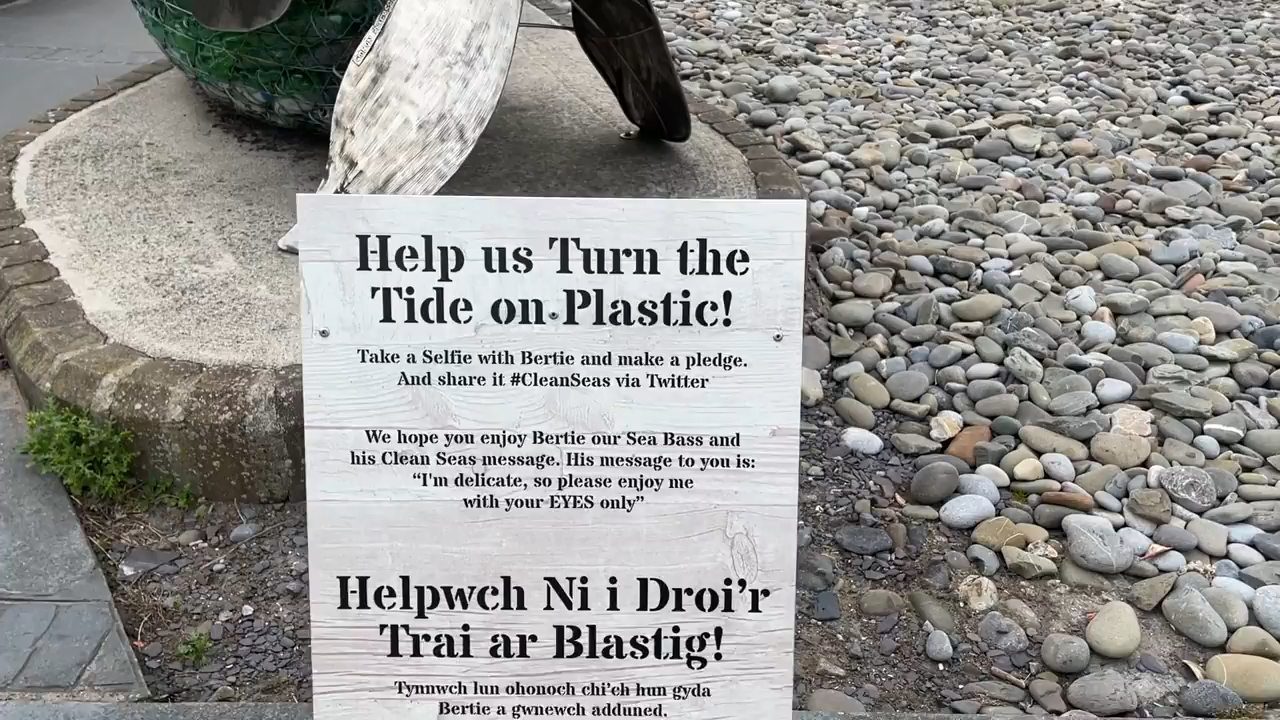 Help us Turn the
Tide on Plastic!
Take a Selfie with Bertie and make a pledge.
And share it #CleanSeas via Twitter
We hope you enjoy Bertie our Sea Bass and
his Clean Seas message. His message to you is:
“I'm delicate, so please enjoy me
with your EYES only”
Helpwch Ni i Droi’r
Trai ar Blastig!
Tynnwch lun ohonoch chi’ch hun gyda
Bertie a gwnewch adduned.